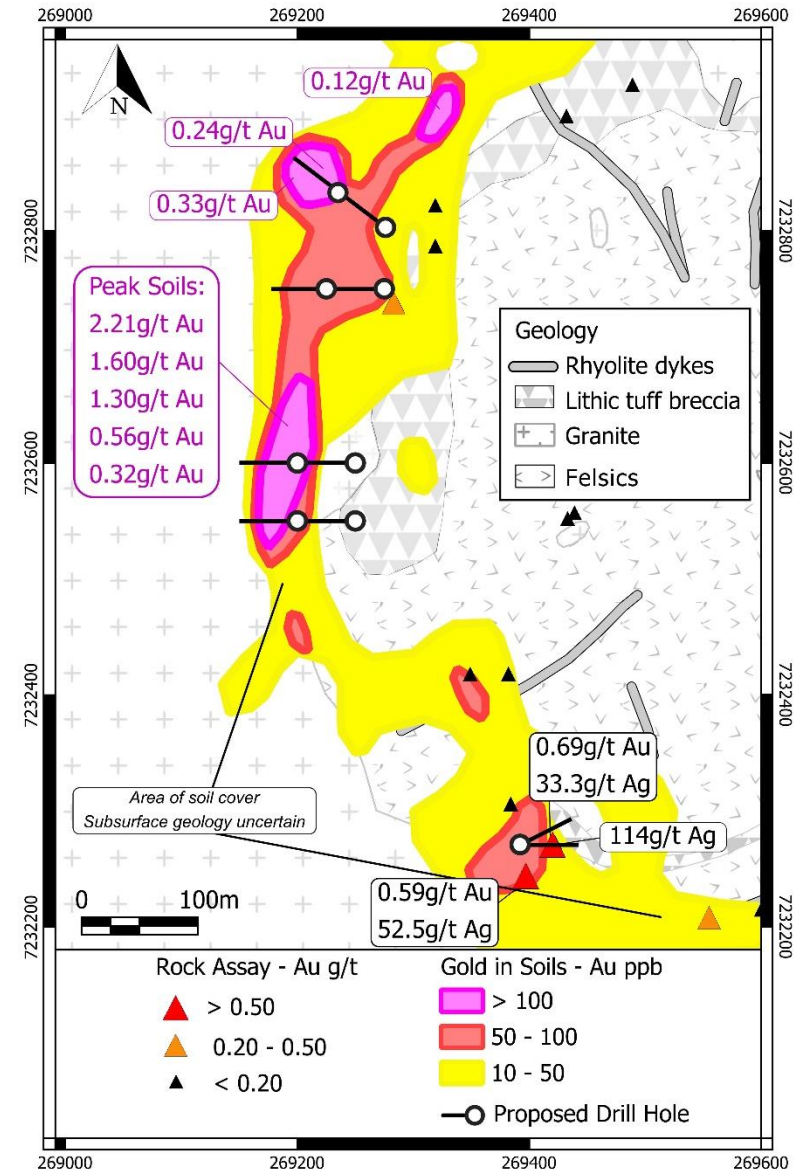 269000
269200
269400
269600
N
0.12g/t Au
0.24g/t Au
0.33g/t Au
7232800
7232800
Peak Soils:
2.21g/t Au
1.60g/t Au
1.30g/t Au
0.56g/t Au
0.32g/t Au
Geology
Rhyolite dykes
Lithic tuff breccia
Granite
Felsics
7232600
7232600
7232400
7232400
0.69g/t Au
33.3g/t Ag
Area of soil cover
Subsurface geology uncertain
114g/t Ag
0.59g/t Au
52.5g/t Ag
0
100m
7232200
7232200
Rock Assay - Au g/t
> 0.50
0.20 - 0.50
< 0.20
Gold in Soils - Au ppb
> 100
50 - 100
10 - 50
Proposed Drill Hole
269000
269200
269400
269600